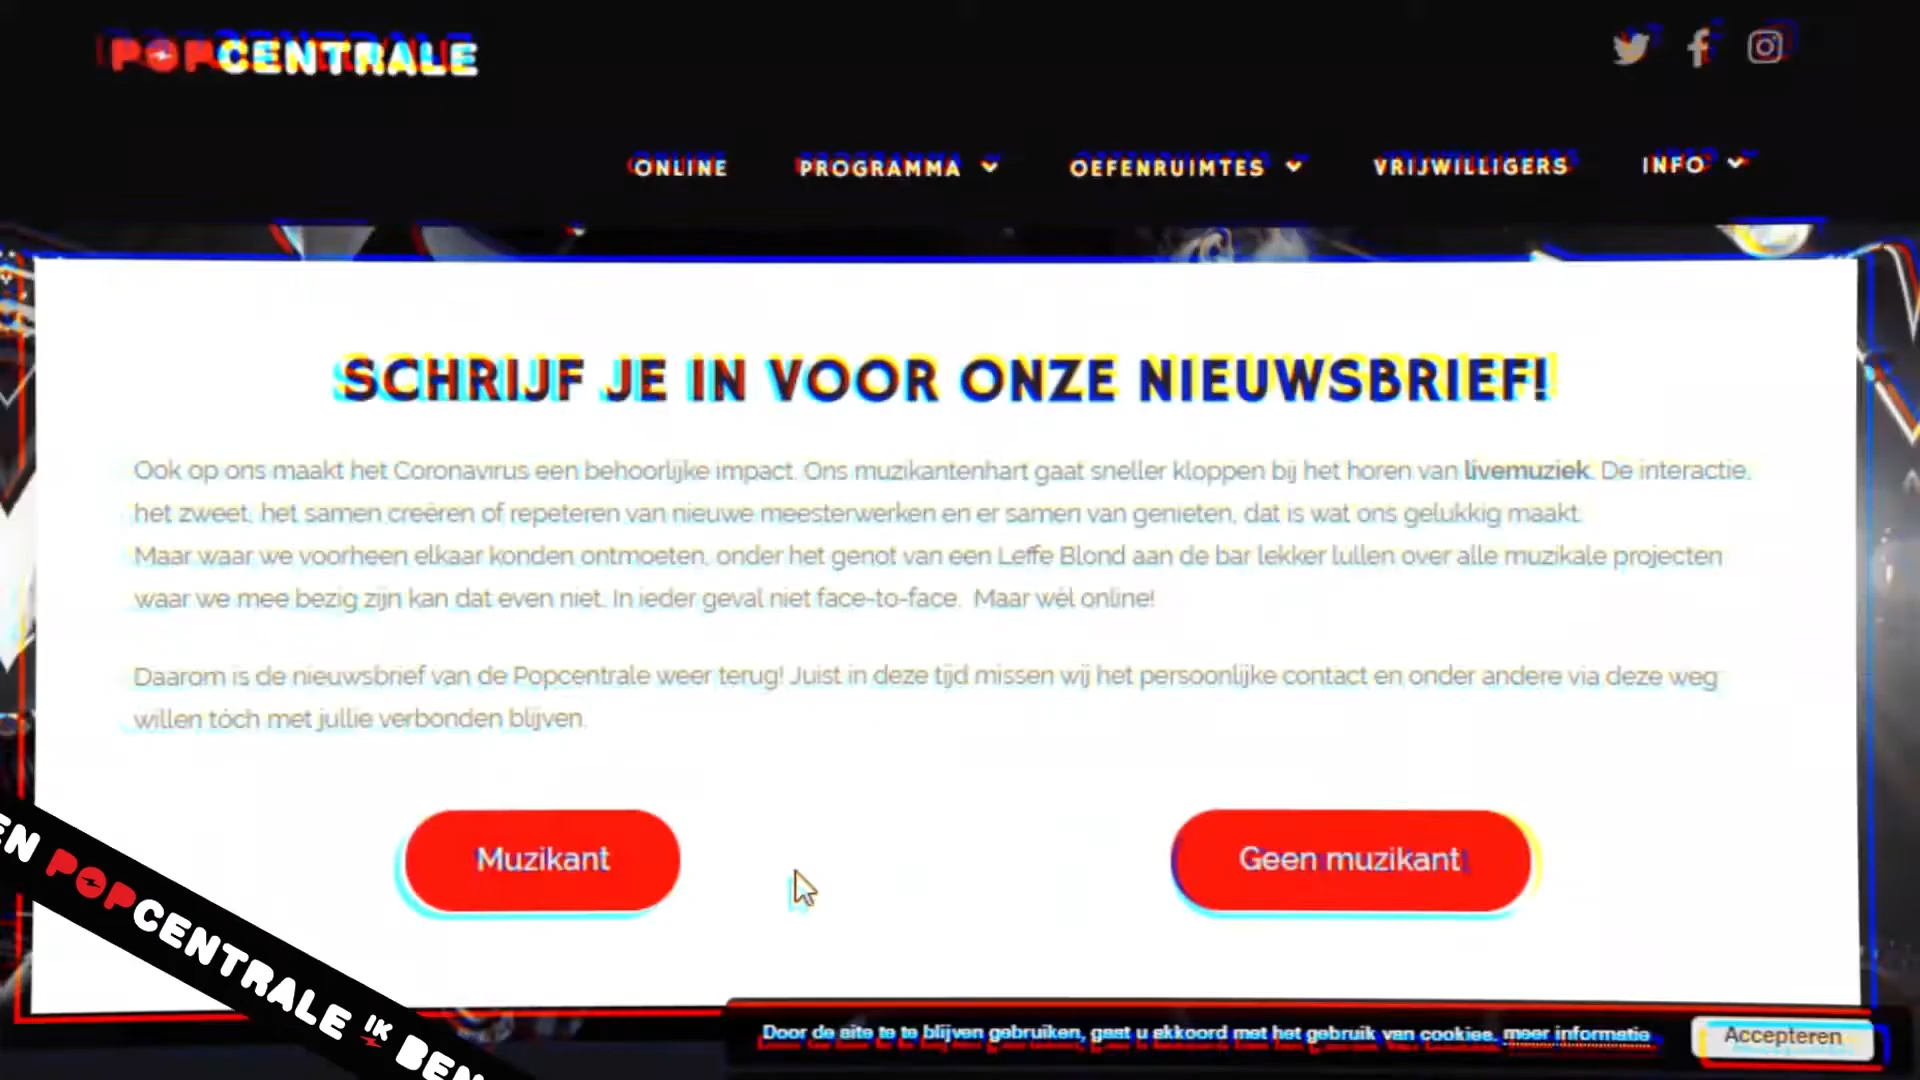 POPCENTRALE
ONLINE PROGRAMMA OEFENRUIMTES VRIJWILLIGERS INFO
SCHRIJF JE IN VOOR ONZE NIEUWSBRIEF!
Ook op ons maakt het Coronavirus een behoorlijke impact. Ons muzikantenhart gaat sneller kloppen bij het horen van livemuziek. De interactie,
het zweet, het samen creëren of repeteren van nieuwe meesterwerken en er samen van genieten, dat is wat ons gelukkig maakt.
Maar waar we voorheen elkaar konden ontmoeten, onder het genot van een Leffe Blond aan de bar lekker lullen over alle muzikale projecten
waar we mee bezig zijn kan dat even niet. In ieder geval niet face-to-face. Maar wél online!
Daarom is de nieuwsbrief van de Popcentrale weer terug! Juist in deze tijd missen wij het persoonlijke contact en onder andere via deze weg
willen tóch met jullie verbonden blijven.
Muzikant
Geen muzikant
EN POPCENTRALE IK BEN
Door de site te te blijven gebruiken, gaat u akkoord met het gebruik van cookies. meer informatie
Accepteren